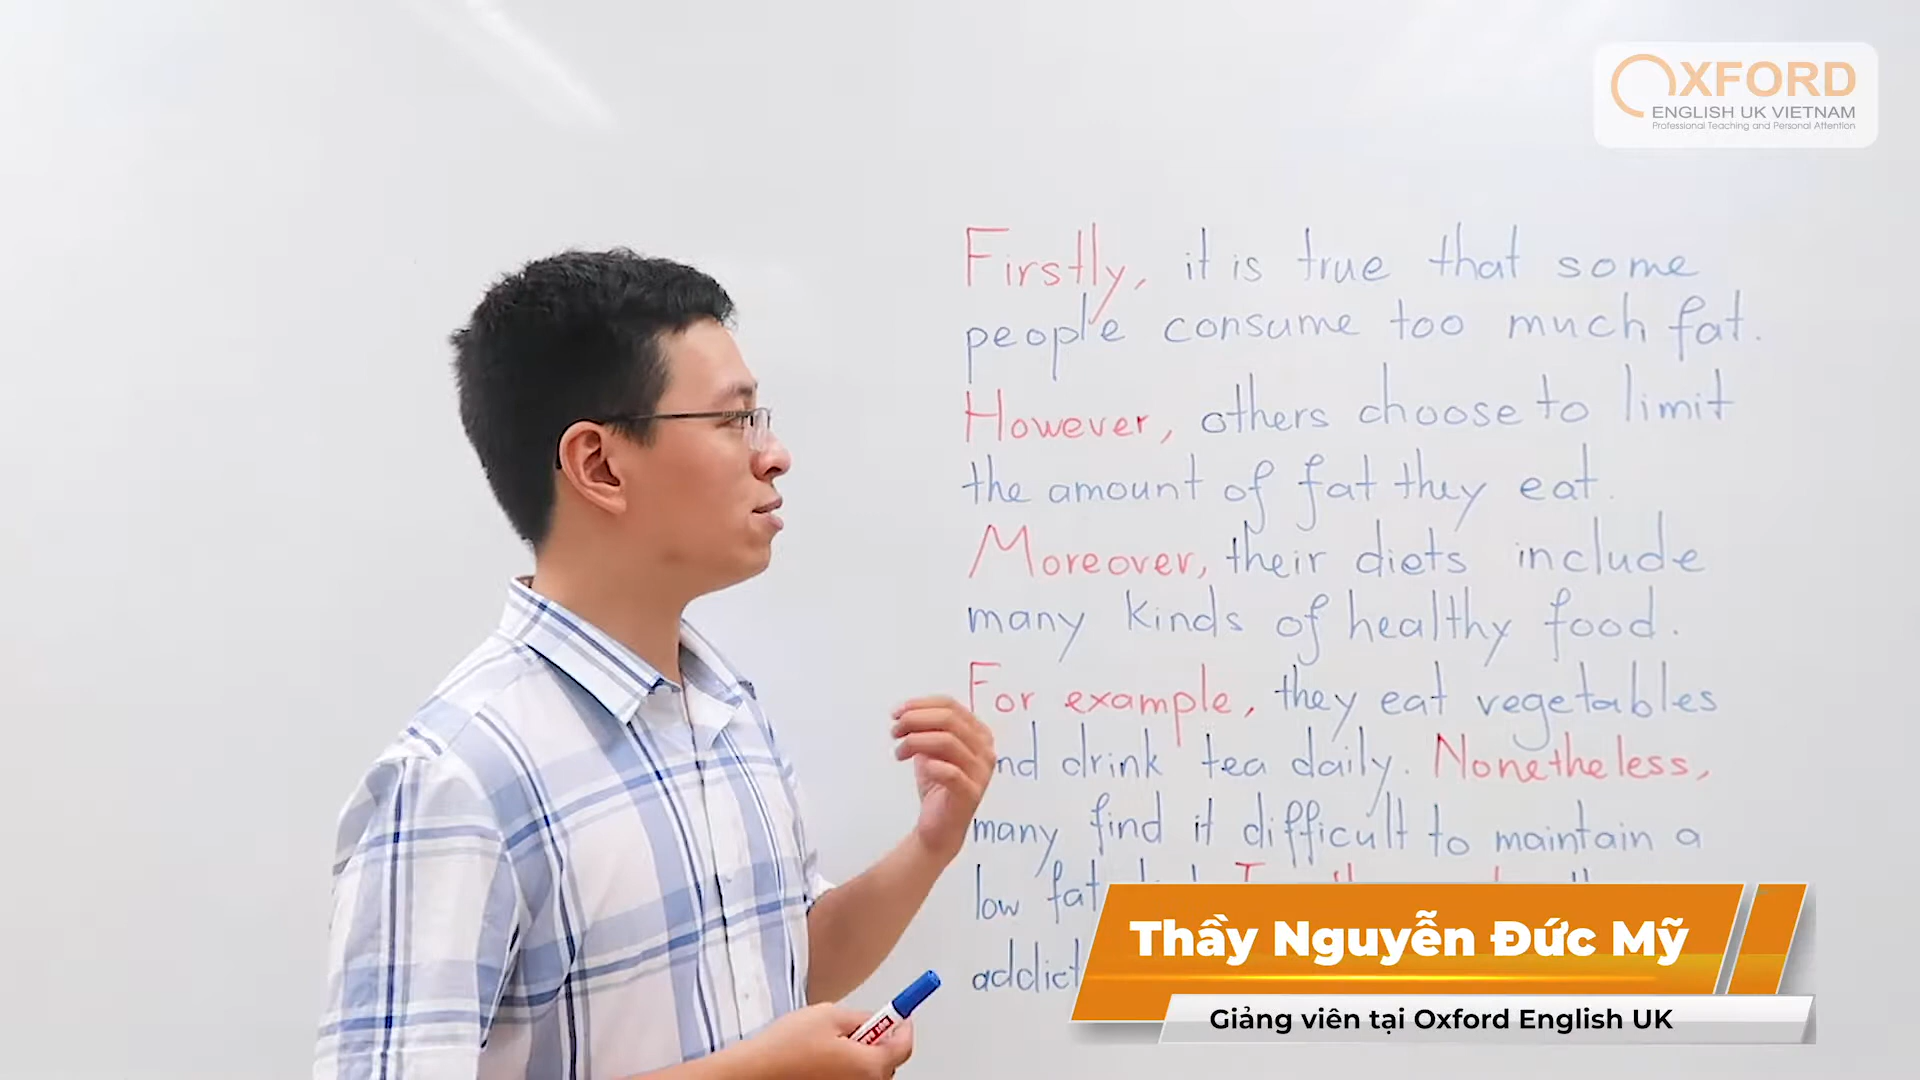 OXFORD
ENGLISH UK VIETNAM
Professional Teaching and Personal Attention
Firstly, it is true that some
people consume too much fat.
However, others choose to limit
the amount of fat they eat.
Moreover, their diets include
many kinds of healthy food.
For example, they eat vegetables
drink tea daily. Nonetheless,
many find it difficult to maintain a
low fat
Thầy Nguyễn Đức Mỹ
Giảng viên tại Oxford English UK